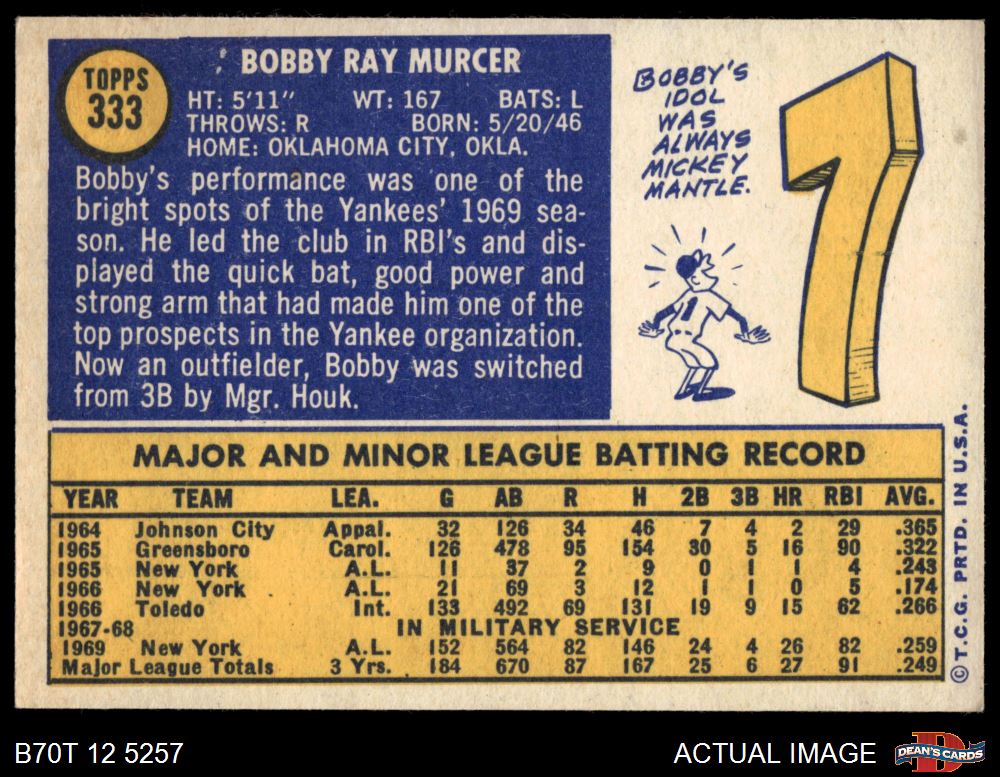 TOPPS
333
BOBBY RAY MURCER
HT: 5'11" WT: 167 BATS: L
THROWS: R BORN: 5/20/46
HOME: OKLAHOMA CITY, OKLA.
Bobby's performance was one of the
bright spots of the Yankees' 1969 sea-
son. He led the club in RBI's and dis-
played the quick bat, good power and
strong arm that had made him one of the
top prospects in the Yankee organization.
Now an outfielder, Bobby was switched
from 3B by Mgr. Houk.
BOBBY'S
IDOL
WAS
ALWAYS
MICKEY
MANTLE.
7
1
MAJOR AND MINOR LEAGUE BATTING RECORD
YEAR TEAM LEA. G AB R H 2B 3B HR RBI AVG.
1964 Johnson City Appal. 32 126 34 46 7 4 2 29 .365
1965 Greensboro Carol. 126 478 95 154 30 5 16 90 .322
1965 New York A.L. 11 37 2 9 0 1 1 4 .243
1966 New York A.L. 21 69 3 12 1 1 0 5 .174
1966 Toledo Int. 133 492 69 131 19 9 15 62 .266
1967-68 IN MILITARY SERVICE
1969 New York A.L. 152 564 82 146 24 4 26 82 .259
Major League Totals 3 Yrs. 184 670 87 167 25 6 27 91 .249
© T.C.G. PRTD. IN U.S.A.
B70T 12 5257
ACTUAL IMAGE
D
DEAN'S CARDS